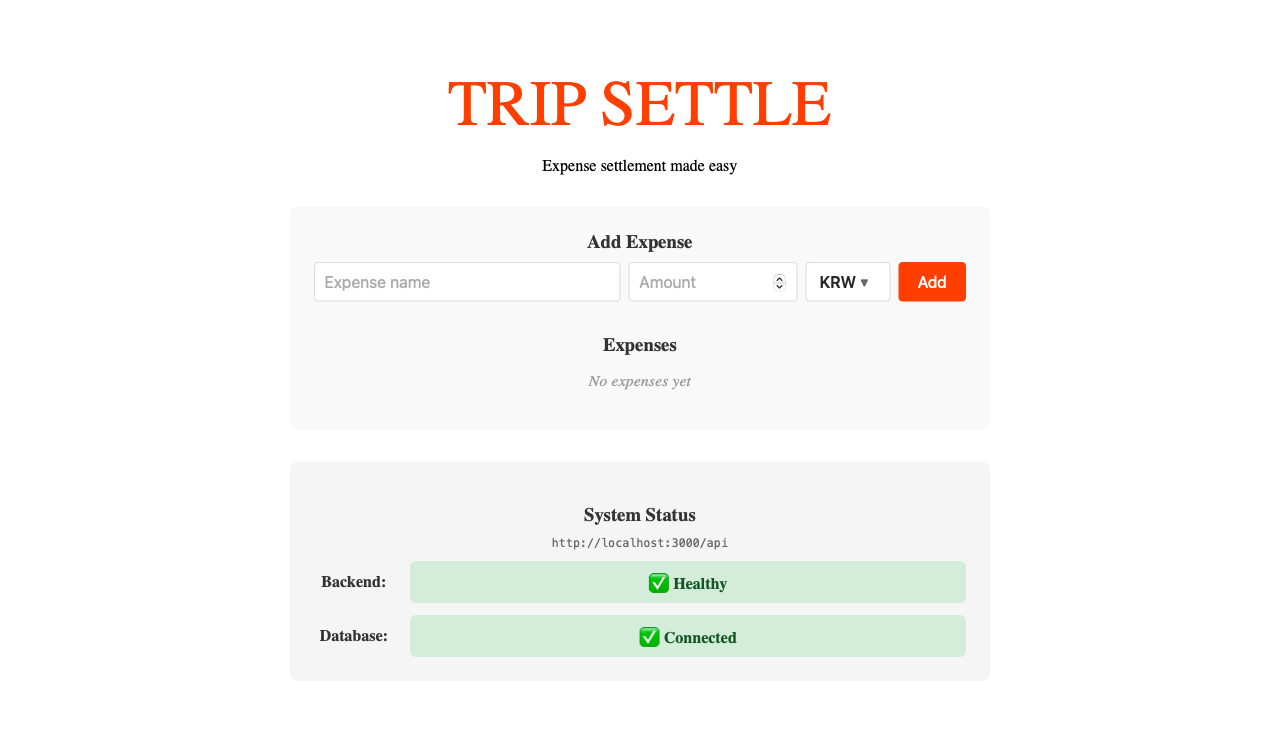 TRIP SETTLE
Expense settlement made easy
Add Expense
Expense name Amount KRW ▾ Add
Expenses
No expenses yet
System Status
http://localhost:3000/api
Backend: ✅ Healthy
Database: ✅ Connected